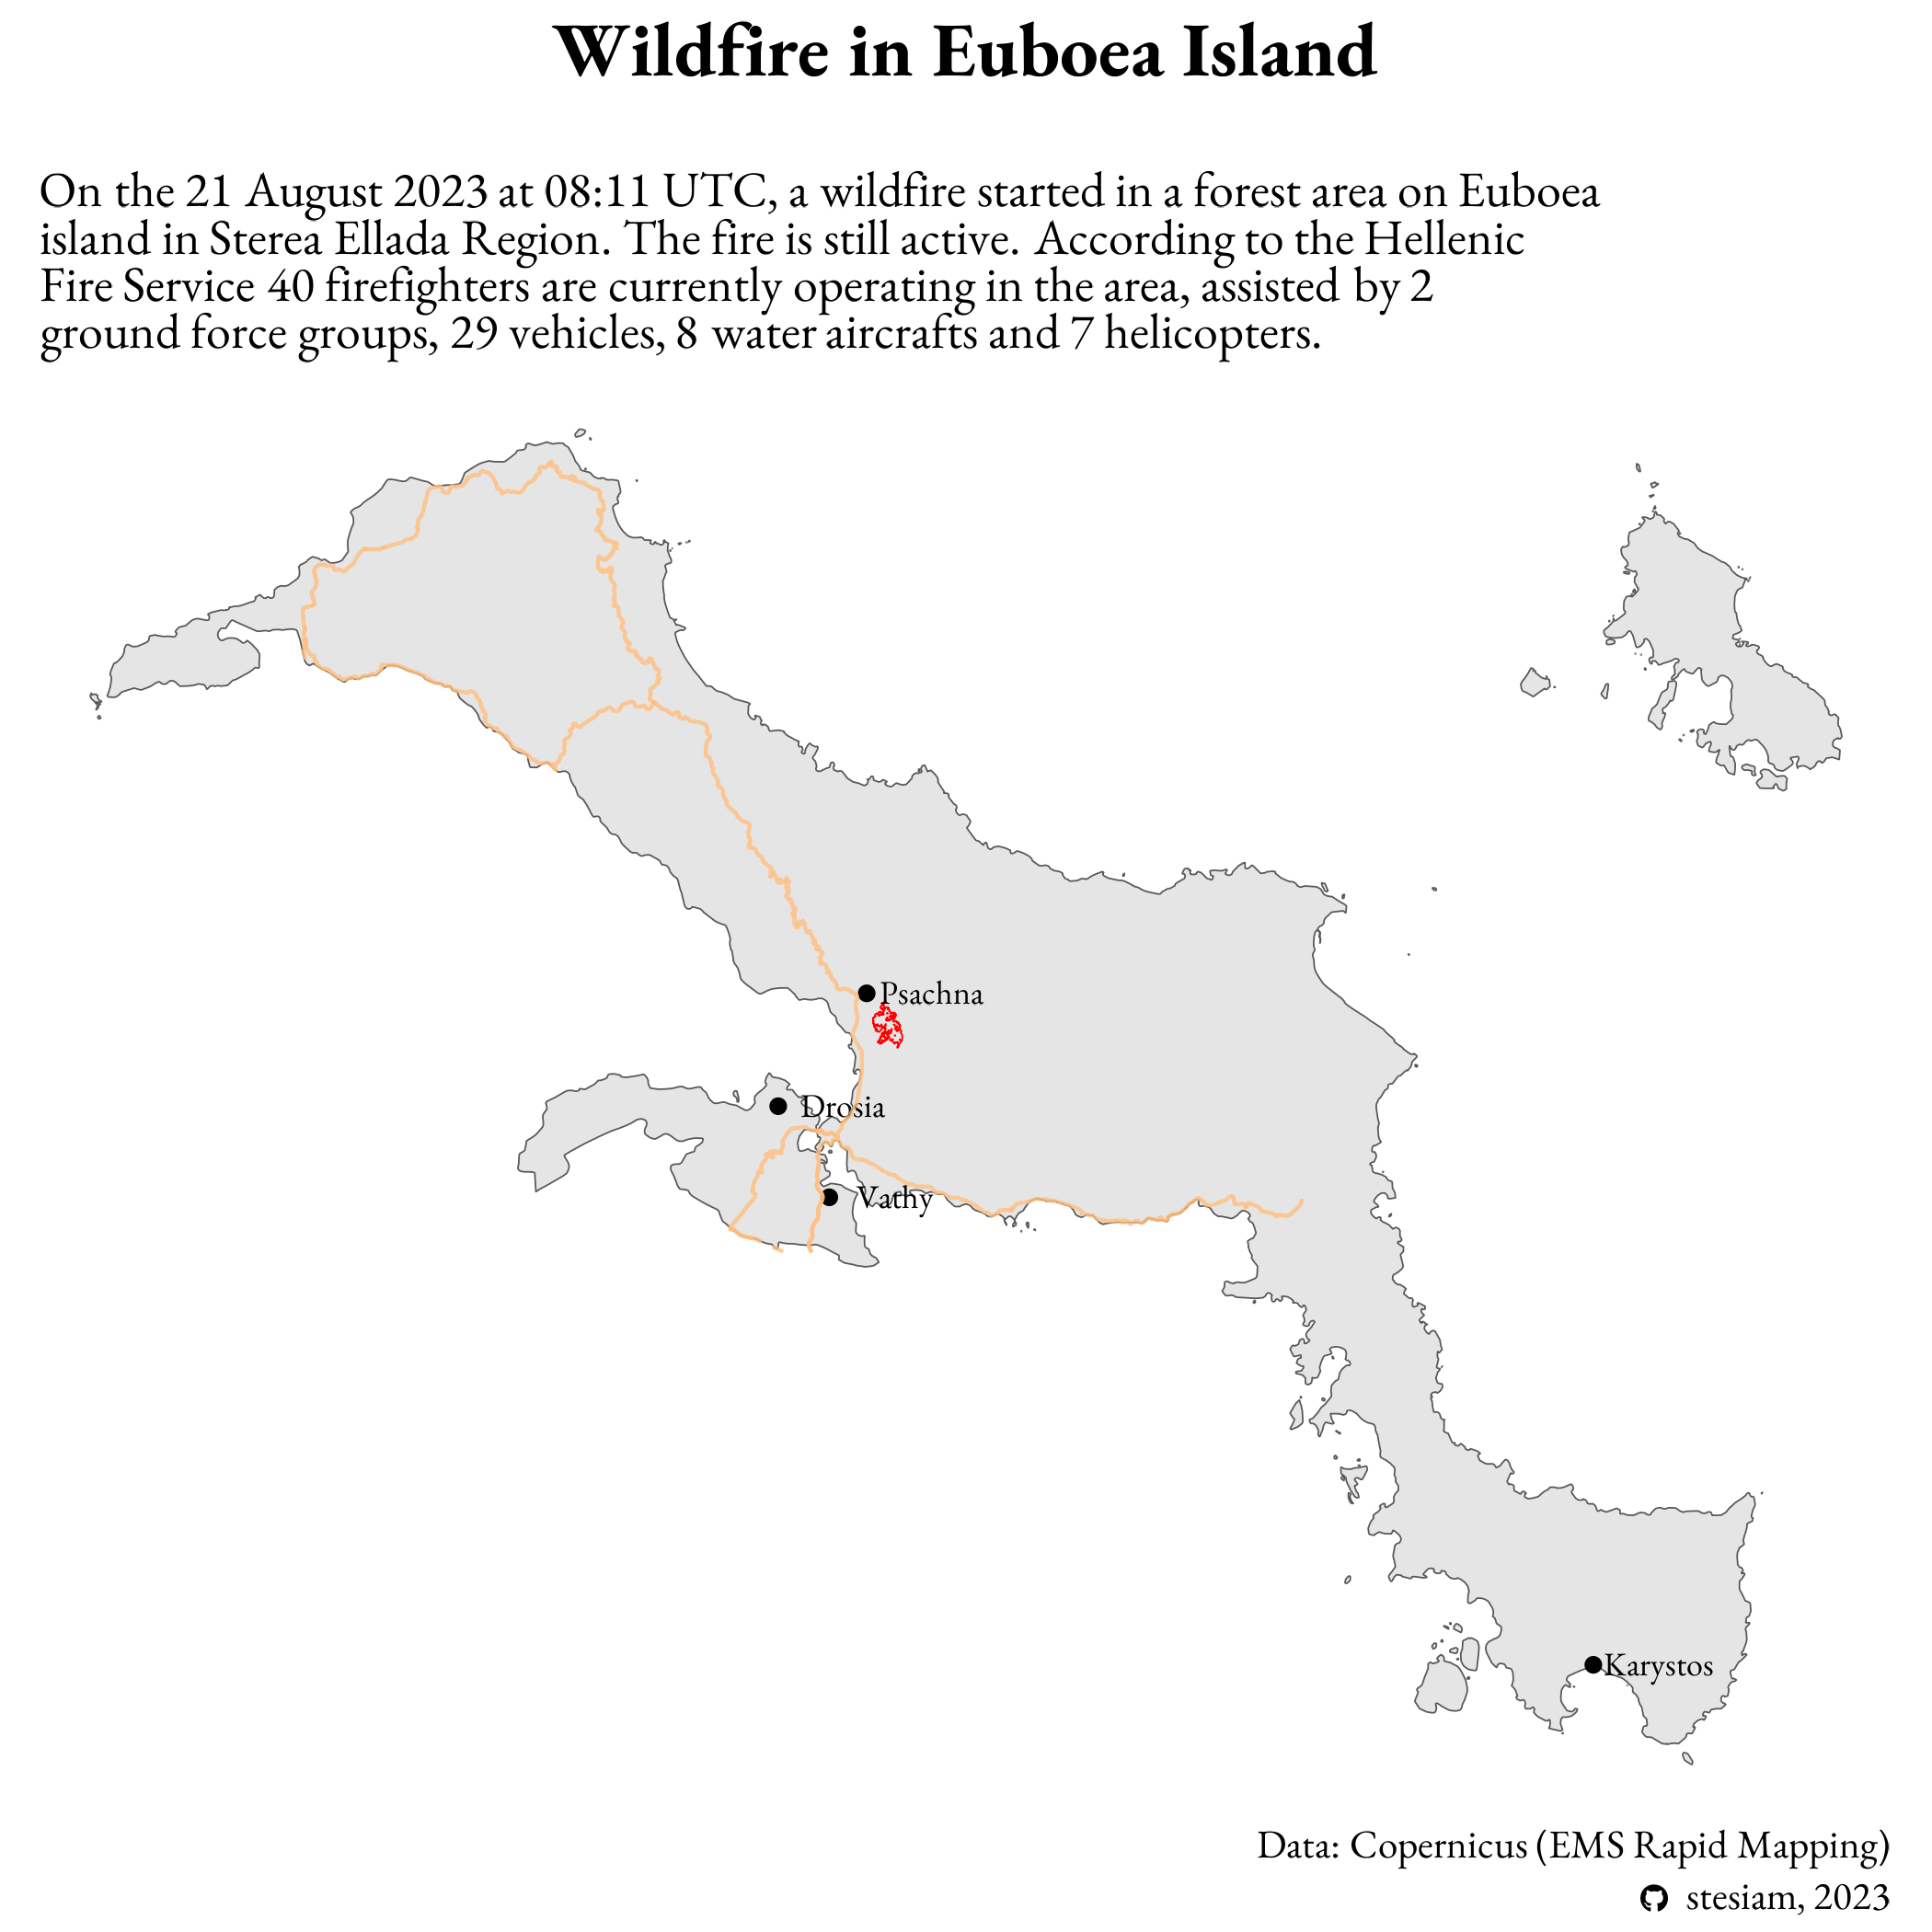 Wildfire in Euboea Island
On the 21 August 2023 at 08:11 UTC, a wildfire started in a forest area on Euboea
island in Sterea Ellada Region. The fire is still active. According to the Hellenic
Fire Service 40 firefighters are currently operating in the area, assisted by 2
ground force groups, 29 vehicles, 8 water aircrafts and 7 helicopters.
Psachna
Drosia
Vathy
Karystos
Data: Copernicus (EMS Rapid Mapping)
stesiam, 2023